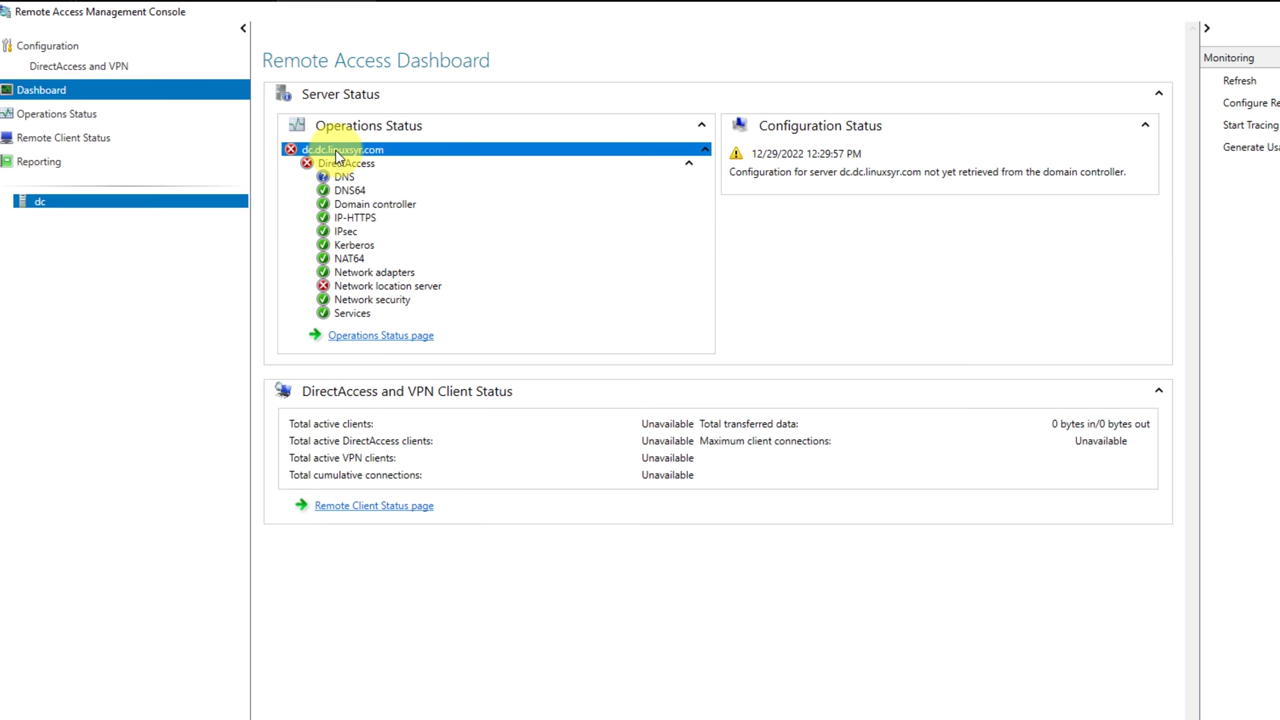 Remote Access Management Console
Configuration
DirectAccess and VPN
Dashboard
Operations Status
Remote Client Status
Reporting
dc
Remote Access Dashboard
Server Status
Operations Status
dc.dc.linuxsyr.com
DirectAccess
DNS
DNS64
Domain controller
IP-HTTPS
IPsec
Kerberos
NAT64
Network adapters
Network location server
Network security
Services
Operations Status page
Configuration Status
12/29/2022 12:29:57 PM
Configuration for server dc.dc.linuxsyr.com not yet retrieved from the domain controller.
DirectAccess and VPN Client Status
Total active clients: Unavailable Total transferred data: 0 bytes in/0 bytes out
Total active DirectAccess clients: Unavailable Maximum client connections: Unavailable
Total active VPN clients: Unavailable
Total cumulative connections: Unavailable
Remote Client Status page
Monitoring
Refresh
Configure Re
Start Tracing
Generate Usa